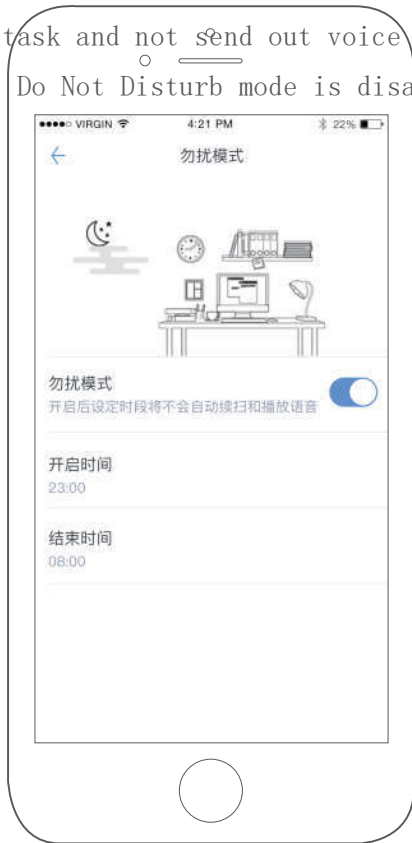 task and not send out voice
Do Not Disturb mode is disa
VIRGIN 4:21 PM 22%
勿扰模式
勿扰模式
开启后设定时段将不会自动续扫和播放语音
开启时间
23:00
结束时间
08:00